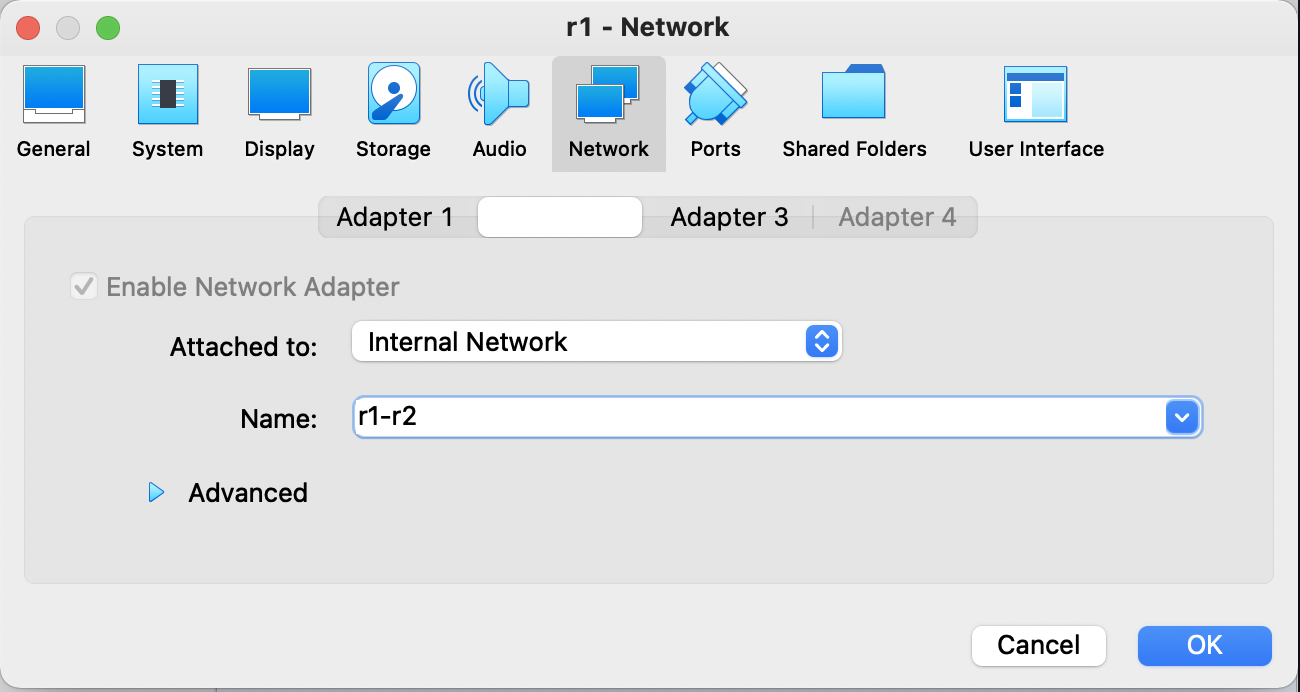 r1 - Network
General System Display Storage Audio Network Ports Shared Folders User Interface
Adapter 1 Adapter 3 Adapter 4
Enable Network Adapter
Attached to: Internal Network
Name: r1-r2
Advanced
Cancel OK